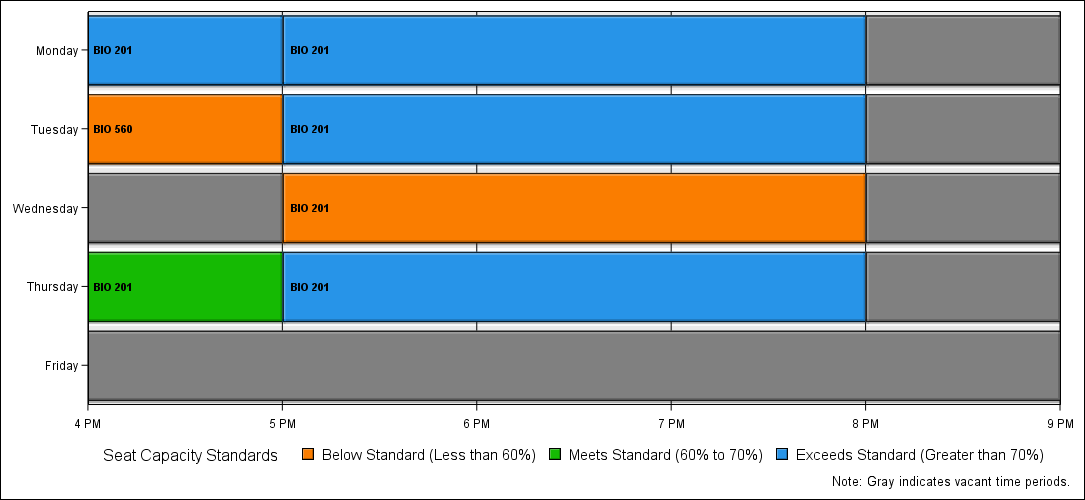 Monday BIO 201 BIO 201
Tuesday BIO 560 BIO 201
Wednesday BIO 201
Thursday BIO 201 BIO 201
Friday
4 PM 5 PM 6 PM 7 PM 8 PM 9 PM
Seat Capacity Standards Below Standard (Less than 60%) Meets Standard (60% to 70%) Exceeds Standard (Greater than 70%)
Note: Gray indicates vacant time periods.